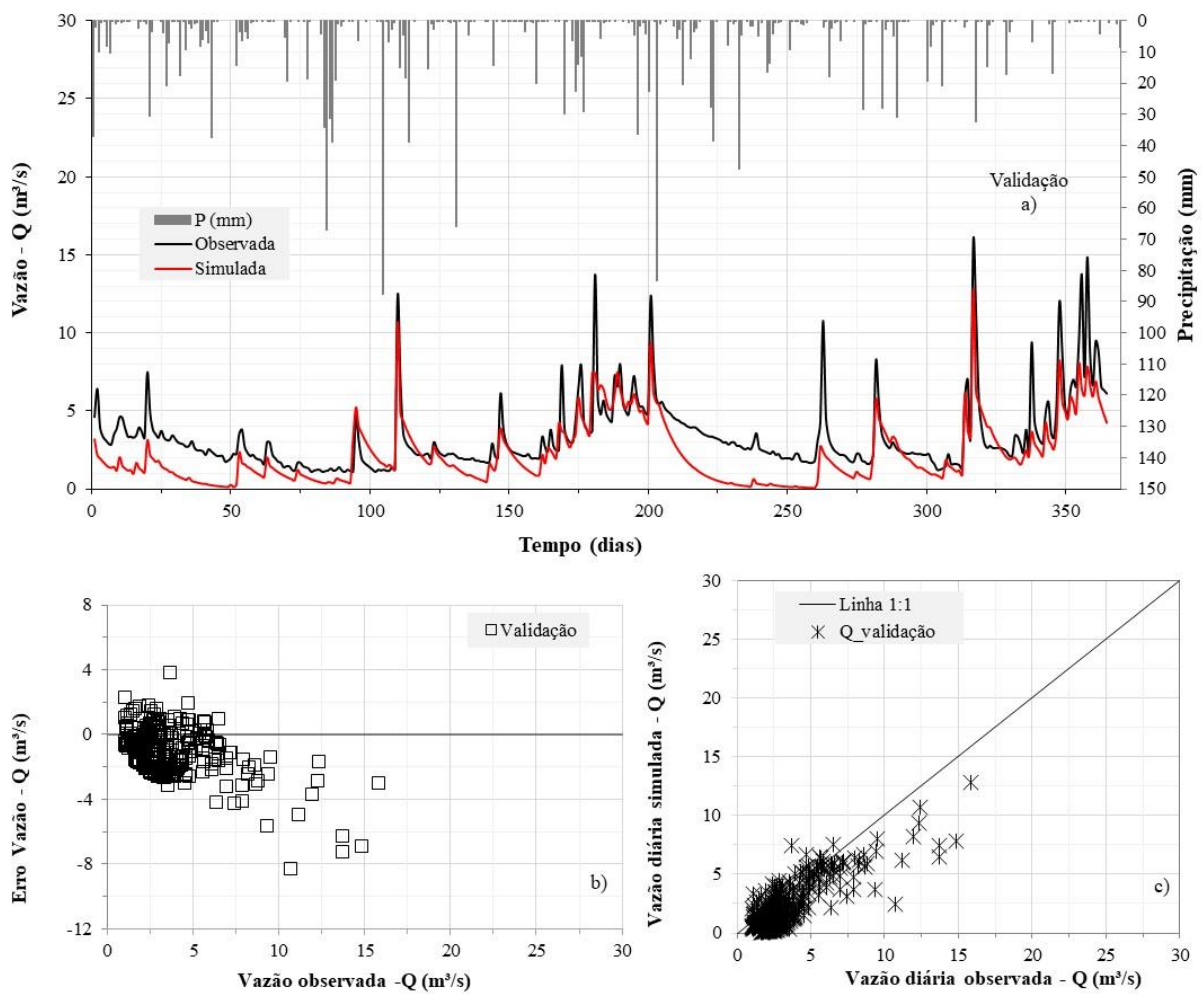 30
25
20
15
10
5
0
Vazão - Q (m³/s)
0
10
20
30
40
50
60
70
80
90
100
110
120
130
140
150
Precipitação (mm)
P (mm)
Observada
Simulada
Validação
a)
0 50 100 150 200 250 300 350
Tempo (dias)
8
4
0
-4
-8
-12
Erro Vazão - Q (m³/s)
Validação
b)
0 5 10 15 20 25 30
Vazão observada -Q (m³/s)
30
25
20
15
10
5
0
Vazão diária simulada - Q (m³/s)
Linha 1:1
Q_validação
c)
0 5 10 15 20 25 30
Vazão diária observada - Q (m³/s)